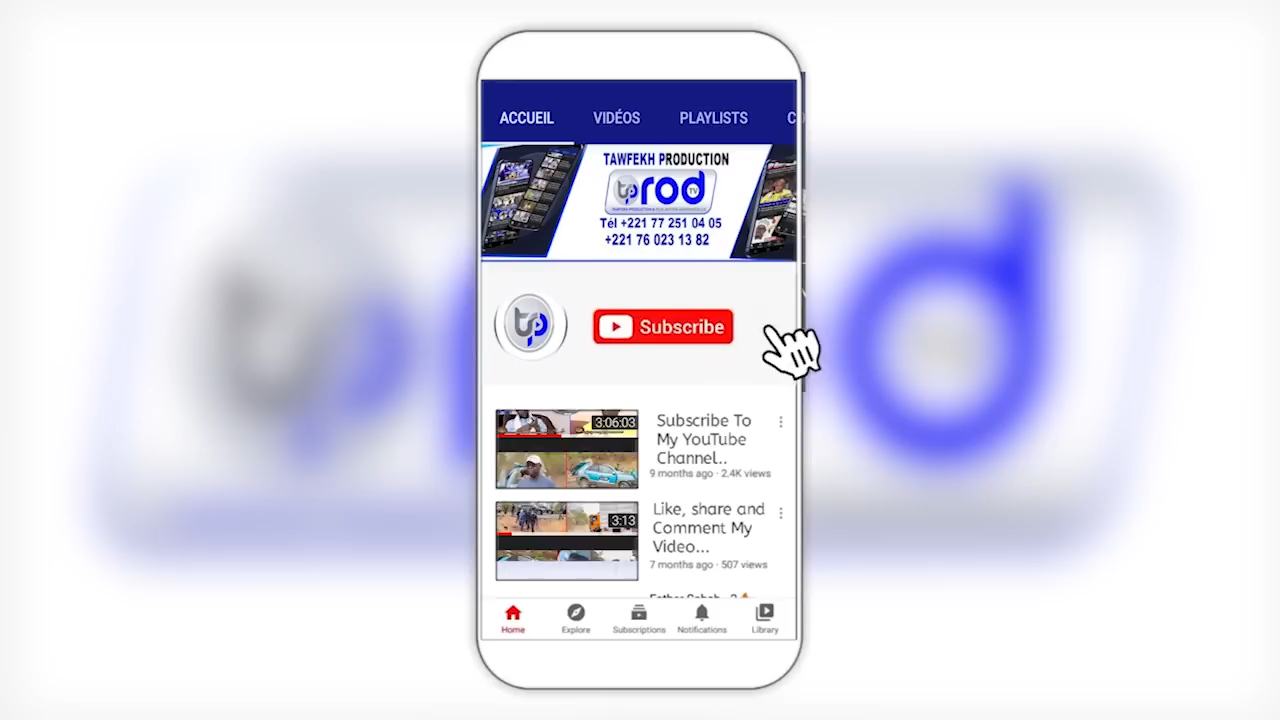 ACCUEIL VIDÉOS PLAYLISTS
TAWFEKH PRODUCTION
tprod TV
Tél +221 77 251 04 05
+221 76 023 13 82
tp
Subscribe
3:06:03
Subscribe To
My YouTube
Channel..
9 months ago · 2.4K views
3:13
Like, share and
Comment My
Video...
7 months ago · 507 views
Home Explore Subscriptions Notifications Library
prod